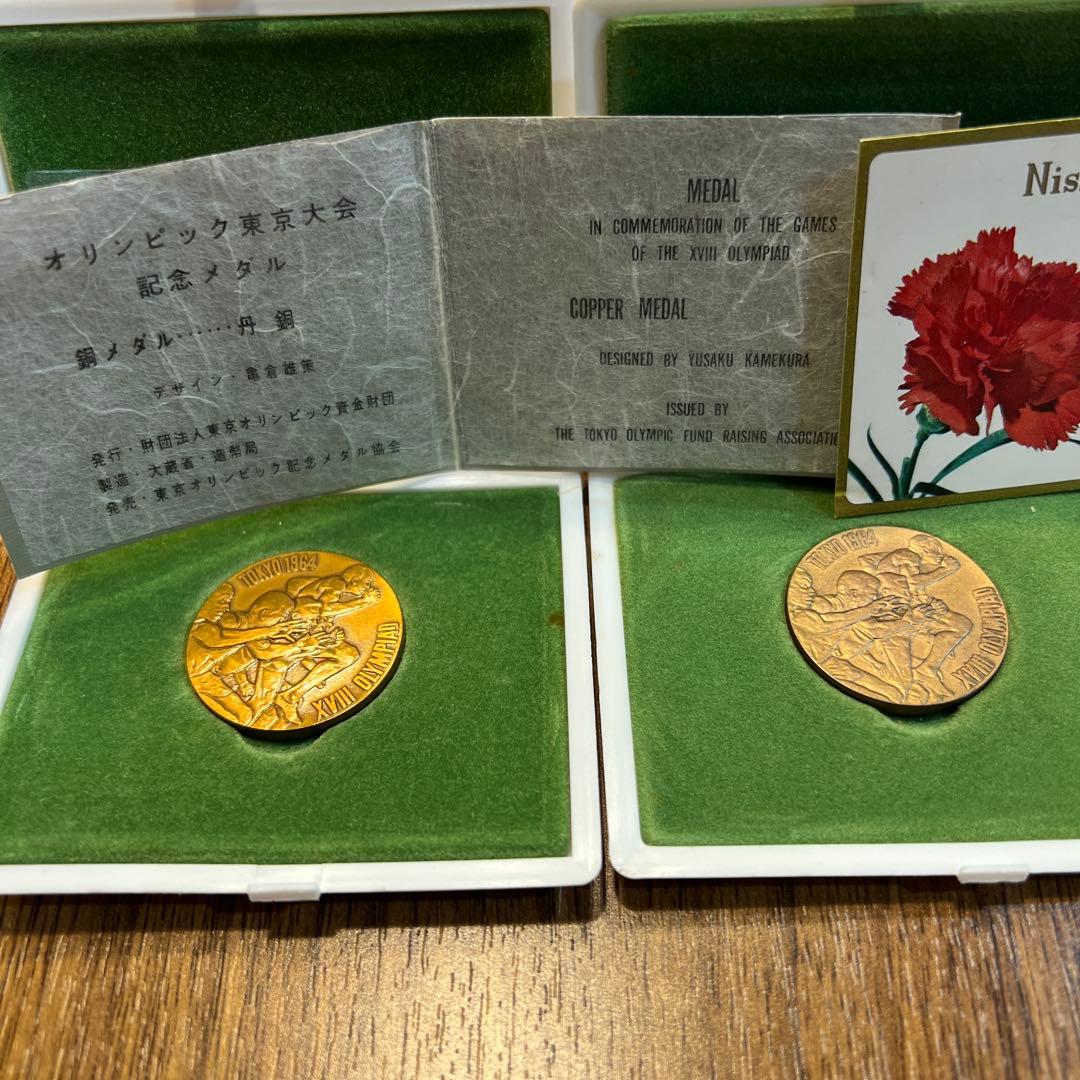 オリンピック東京大会
記念メダル
銅メダル‥‥‥丹 銅
デザイン・亀倉雄策
発行・財団法人東京オリンピック資金財団
製造・大蔵省・造幣局
発売・東京オリンピック記念メダル協会
MEDAL
IN COMMEMORATION OF THE GAMES
OF THE XVIII OLYMPIAD
COPPER MEDAL
DESIGNED BY YUSAKU KAMEKURA
ISSUED BY
THE TOKYO OLYMPIC FUND RAISING ASSOCIATIO
Nis
TOKYO 1964
XVIII OLYMPIAD
TOKYO 1964
XVIII OLYMPIAD